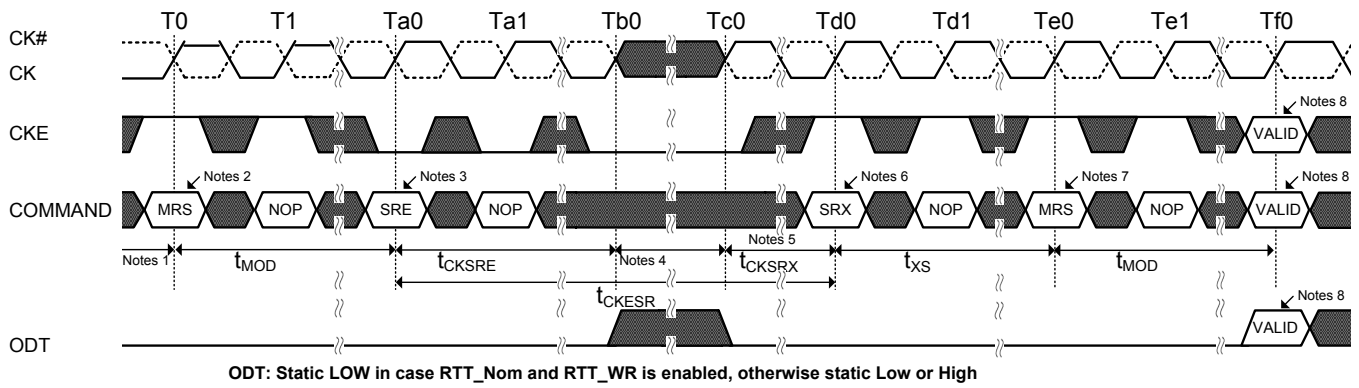 T0 T1 Ta0 Ta1 Tb0 Tc0 Td0 Td1 Te0 Te1 Tf0
CK#
CK
Notes 8
CKE
VALID
Notes 2 Notes 3 Notes 6 Notes 7 Notes 8
COMMAND MRS NOP SRE NOP SRX NOP MRS NOP VALID
Notes 1 tMOD tCKSRE Notes 4 Notes 5 tCKSRX tXS tMOD
tCKESR
Notes 8
ODT VALID
ODT: Static LOW in case RTT_Nom and RTT_WR is enabled, otherwise static Low or High